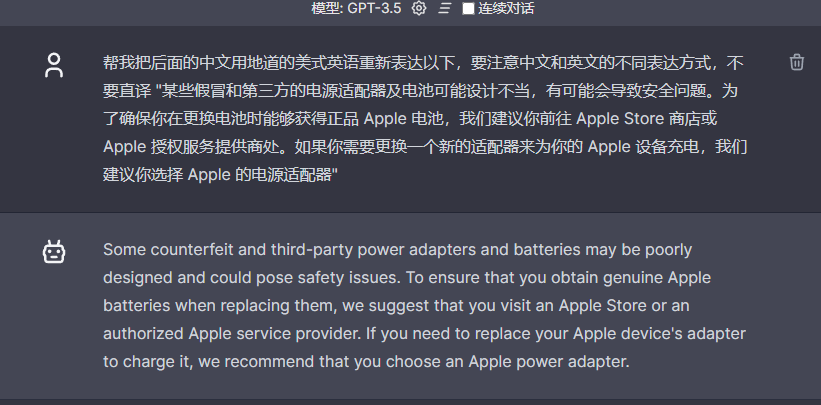 模型: GPT-3.5 连续对话
帮我把后面的中文用地道的美式英语重新表达以下，要注意中文和英文的不同表达方式，不
要直译 "某些假冒和第三方的电源适配器及电池可能设计不当，有可能会导致安全问题。为
了确保你在更换电池时能够获得正品 Apple 电池，我们建议你前往 Apple Store 商店或
Apple 授权服务提供商处。如果你需要更换一个新的适配器来为你的 Apple 设备充电，我们
建议你选择 Apple 的电源适配器"
Some counterfeit and third-party power adapters and batteries may be poorly
designed and could pose safety issues. To ensure that you obtain genuine Apple
batteries when replacing them, we suggest that you visit an Apple Store or an
authorized Apple service provider. If you need to replace your Apple device's adapter
to charge it, we recommend that you choose an Apple power adapter.